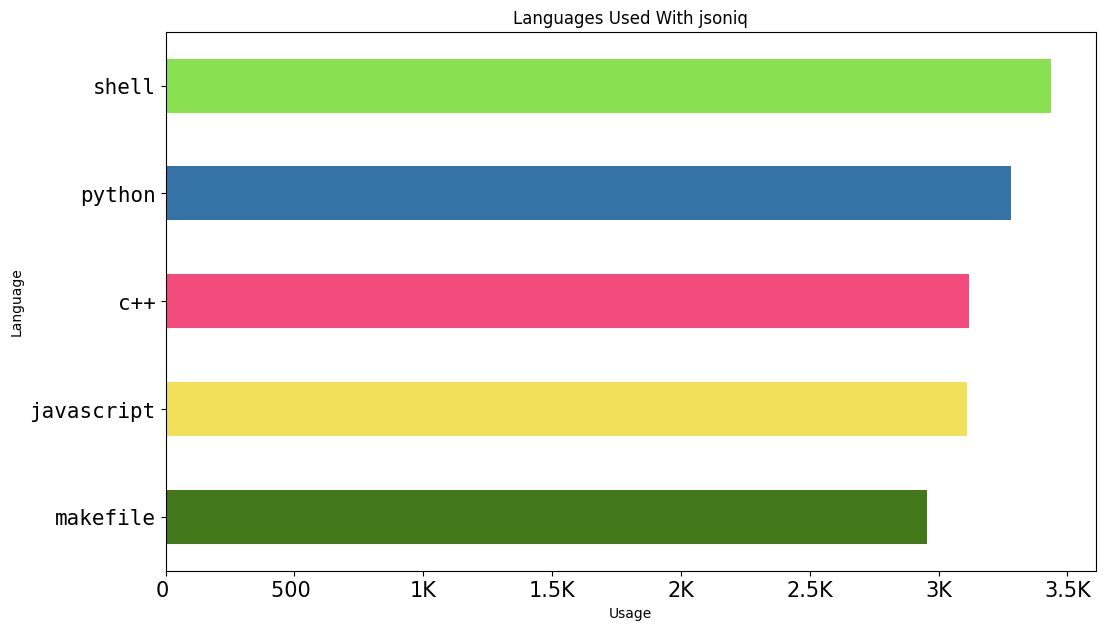 Languages Used With jsoniq
shell
python
c++
javascript
makefile
Language
0 500 1K 1.5K 2K 2.5K 3K 3.5K
Usage